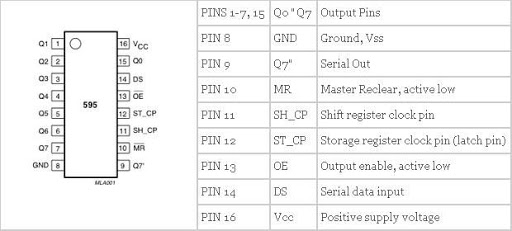 Q1 1 16 VCC
Q2 2 15 Q0
Q3 3 14 DS
Q4 4 13 OE
Q5 5 595 12 ST_CP
Q6 6 11 SH_CP
Q7 7 10 MR
GND 8 9 Q7'
MLA001
PINS 1-7, 15 Q0 " Q7 Output Pins
PIN 8 GND Ground, Vss
PIN 9 Q7" Serial Out
PIN 10 MR Master Reclear, active low
PIN 11 SH_CP Shift register clock pin
PIN 12 ST_CP Storage register clock pin (latch pin)
PIN 13 OE Output enable, active low
PIN 14 DS Serial data input
PIN 16 Vcc Positive supply voltage